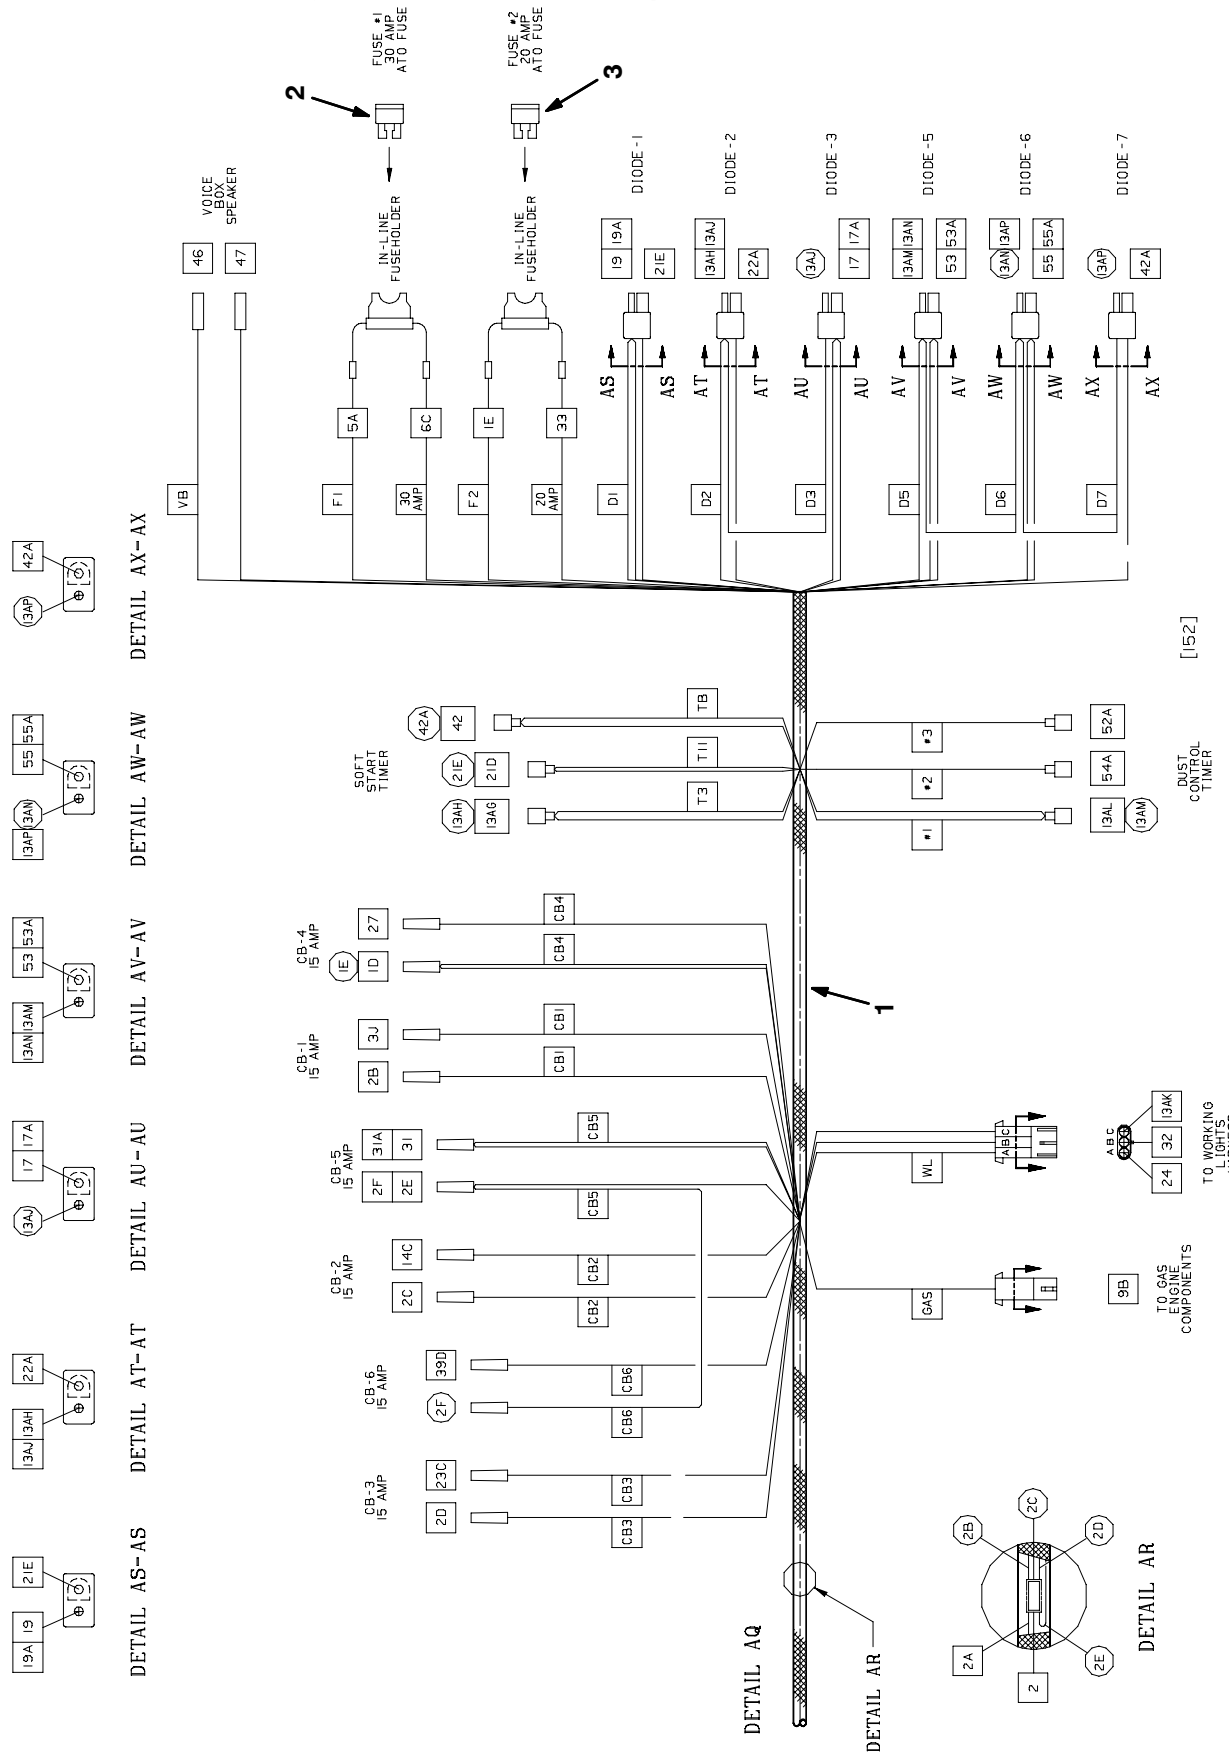 19A 19
21E
DETAIL AS-AS
13AJ 13AH
22A
DETAIL AT-AT
13AJ
17 17A
DETAIL AU-AU
13AN 13AM
53 53A
DETAIL AV-AV
13AP 13AN
55 55A
DETAIL AW-AW
13AP
42A
DETAIL AX-AX
CB-3
15 AMP
2D
23C
CB3
CB3
CB-6
15 AMP
2F
39D
CB6
CB6
CB-2
15 AMP
2C
14C
CB2
CB2
CB-5
15 AMP
2F 2E
31A 31
CB5
CB5
CB-1
15 AMP
2B
3J
CB1
CB1
CB-4
15 AMP
1E
1D
27
CB4
CB4
SOFT
START
TIMER
13AH
13AG
21E
21D
42A
42
T3
T11
TB
VOICE
BOX
SPEAKER
46
47
VB
FUSE #1
30 AMP
ATO FUSE
2
IN-LINE
FUSEHOLDER
5A
6C
F1
30
AMP
FUSE #2
20 AMP
ATO FUSE
3
IN-LINE
FUSEHOLDER
1E
33
F2
20
AMP
DIODE-1
19 19A
21E
AS
AS
D1
DIODE-2
13AH 13AJ
22A
AT
AT
D2
DIODE-3
13AJ
17 17A
AU
AU
D3
DIODE-5
13AM 13AN
53 53A
AV
AV
D5
DIODE-6
13AN 13AP
55 55A
AW
AW
D6
DIODE-7
13AP
42A
AX
AX
D7
DETAIL AQ
DETAIL AR
1
GAS
9B
TO GAS
ENGINE
COMPONENTS
WL
A B C
A B C
24
32
13AK
TO WORKING
LIGHTS
#1
#2
#3
13AL
13AM
54A
52A
DUST
CONTROL
TIMER
[152]
2A
2
2B
2C
2D
2E
DETAIL AR